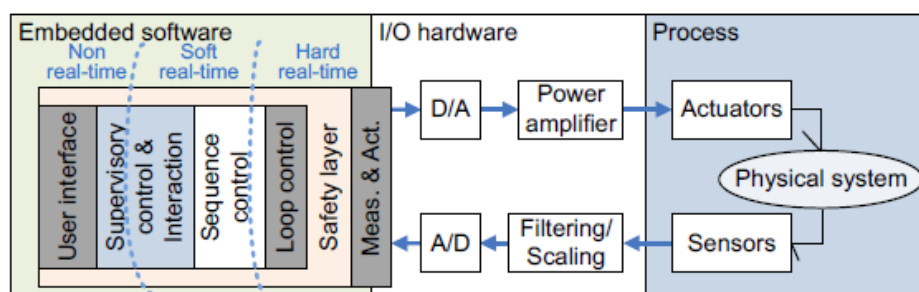 Embedded software
I/O hardware
Process
Non
real-time
Soft
real-time
Hard
real-time
User interface
Supervisory
control &
Interaction
Sequence
control
Loop control
Safety layer
Meas. & Act.
D/A
Power
amplifier
Actuators
Physical system
A/D
Filtering/
Scaling
Sensors